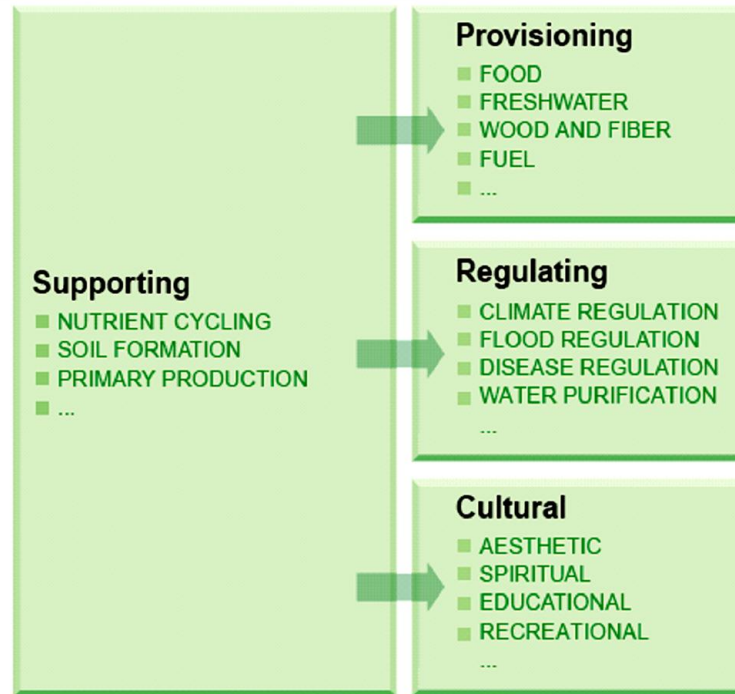 Supporting
NUTRIENT CYCLING
SOIL FORMATION
PRIMARY PRODUCTION
...
Provisioning
FOOD
FRESHWATER
WOOD AND FIBER
FUEL
...
Regulating
CLIMATE REGULATION
FLOOD REGULATION
DISEASE REGULATION
WATER PURIFICATION
...
Cultural
AESTHETIC
SPIRITUAL
EDUCATIONAL
RECREATIONAL
...